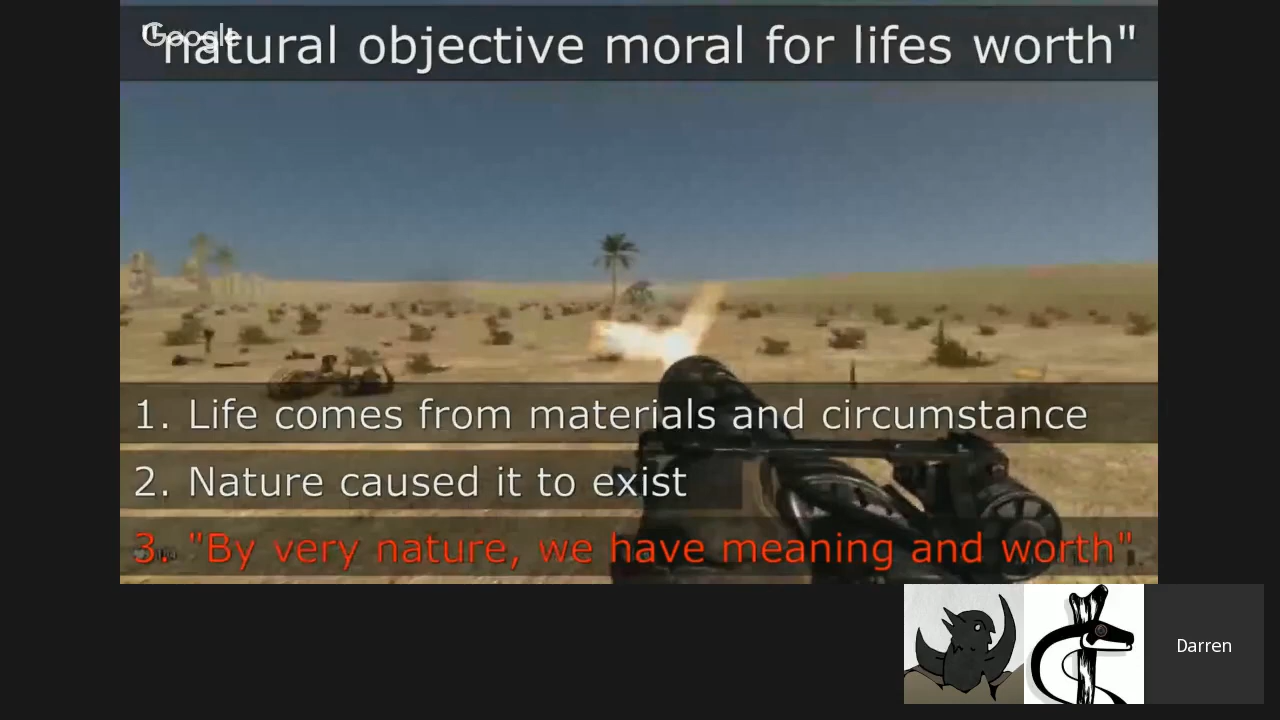 Google
"natural objective moral for lifes worth"
1. Life comes from materials and circumstance
2. Nature caused it to exist
3. "By very nature, we have meaning and worth"
Darren